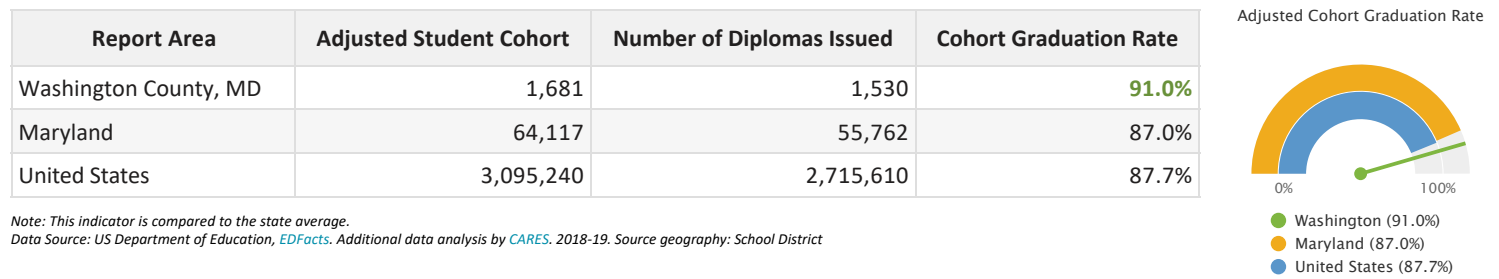 Report Area Adjusted Student Cohort Number of Diplomas Issued Cohort Graduation Rate
Washington County, MD 1,681 1,530 91.0%
Maryland 64,117 55,762 87.0%
United States 3,095,240 2,715,610 87.7%
Note: This indicator is compared to the state average.
Data Source: US Department of Education, EDFacts. Additional data analysis by CARES. 2018-19. Source geography: School District
Adjusted Cohort Graduation Rate
0% 100%
Washington (91.0%)
Maryland (87.0%)
United States (87.7%)